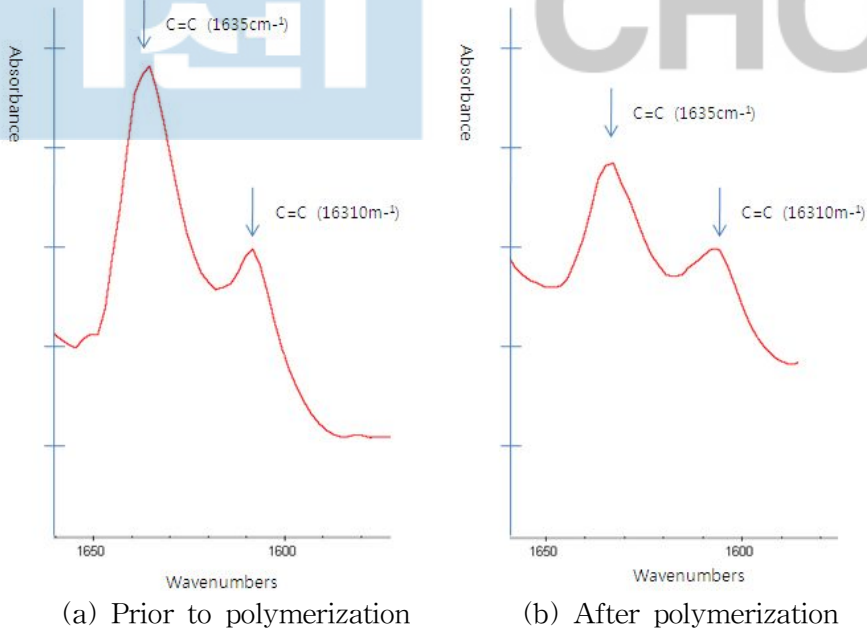 CHO
C=C (1635cm-1)
Absorbance
C=C (16310m-1)
1650
1600
Wavenumbers
(a) Prior to polymerization
Absorbance
C=C (1635cm-1)
C=C (16310m-1)
1650
1600
Wavenumbers
(b) After polymerization